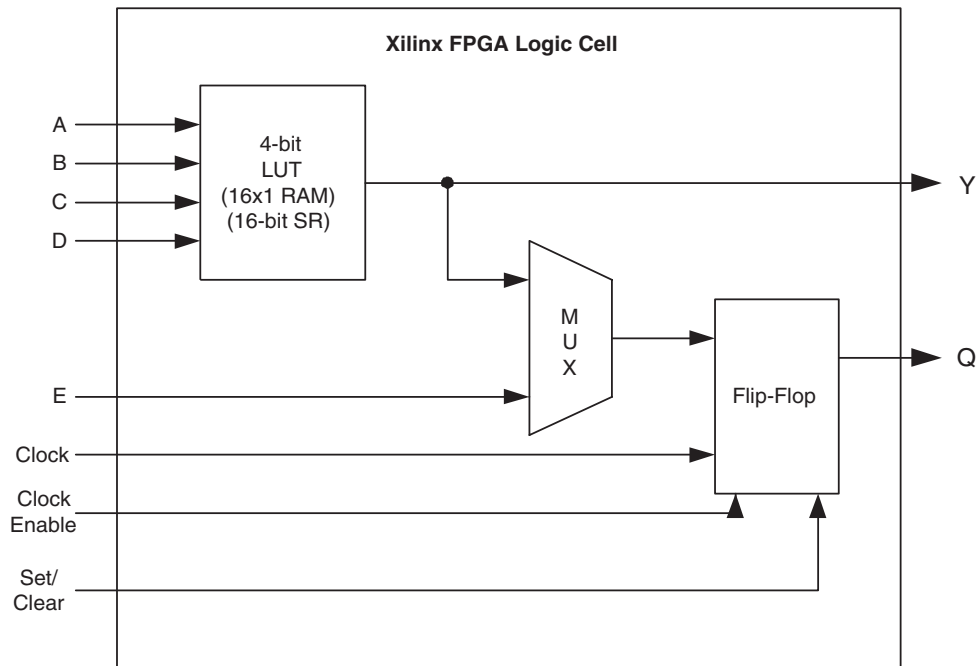 Xilinx FPGA Logic Cell
A
B
C
D
4-bit
LUT
(16x1 RAM)
(16-bit SR)
Y
M
U
X
Q
E
Flip-Flop
Clock
Clock
Enable
Set/
Clear